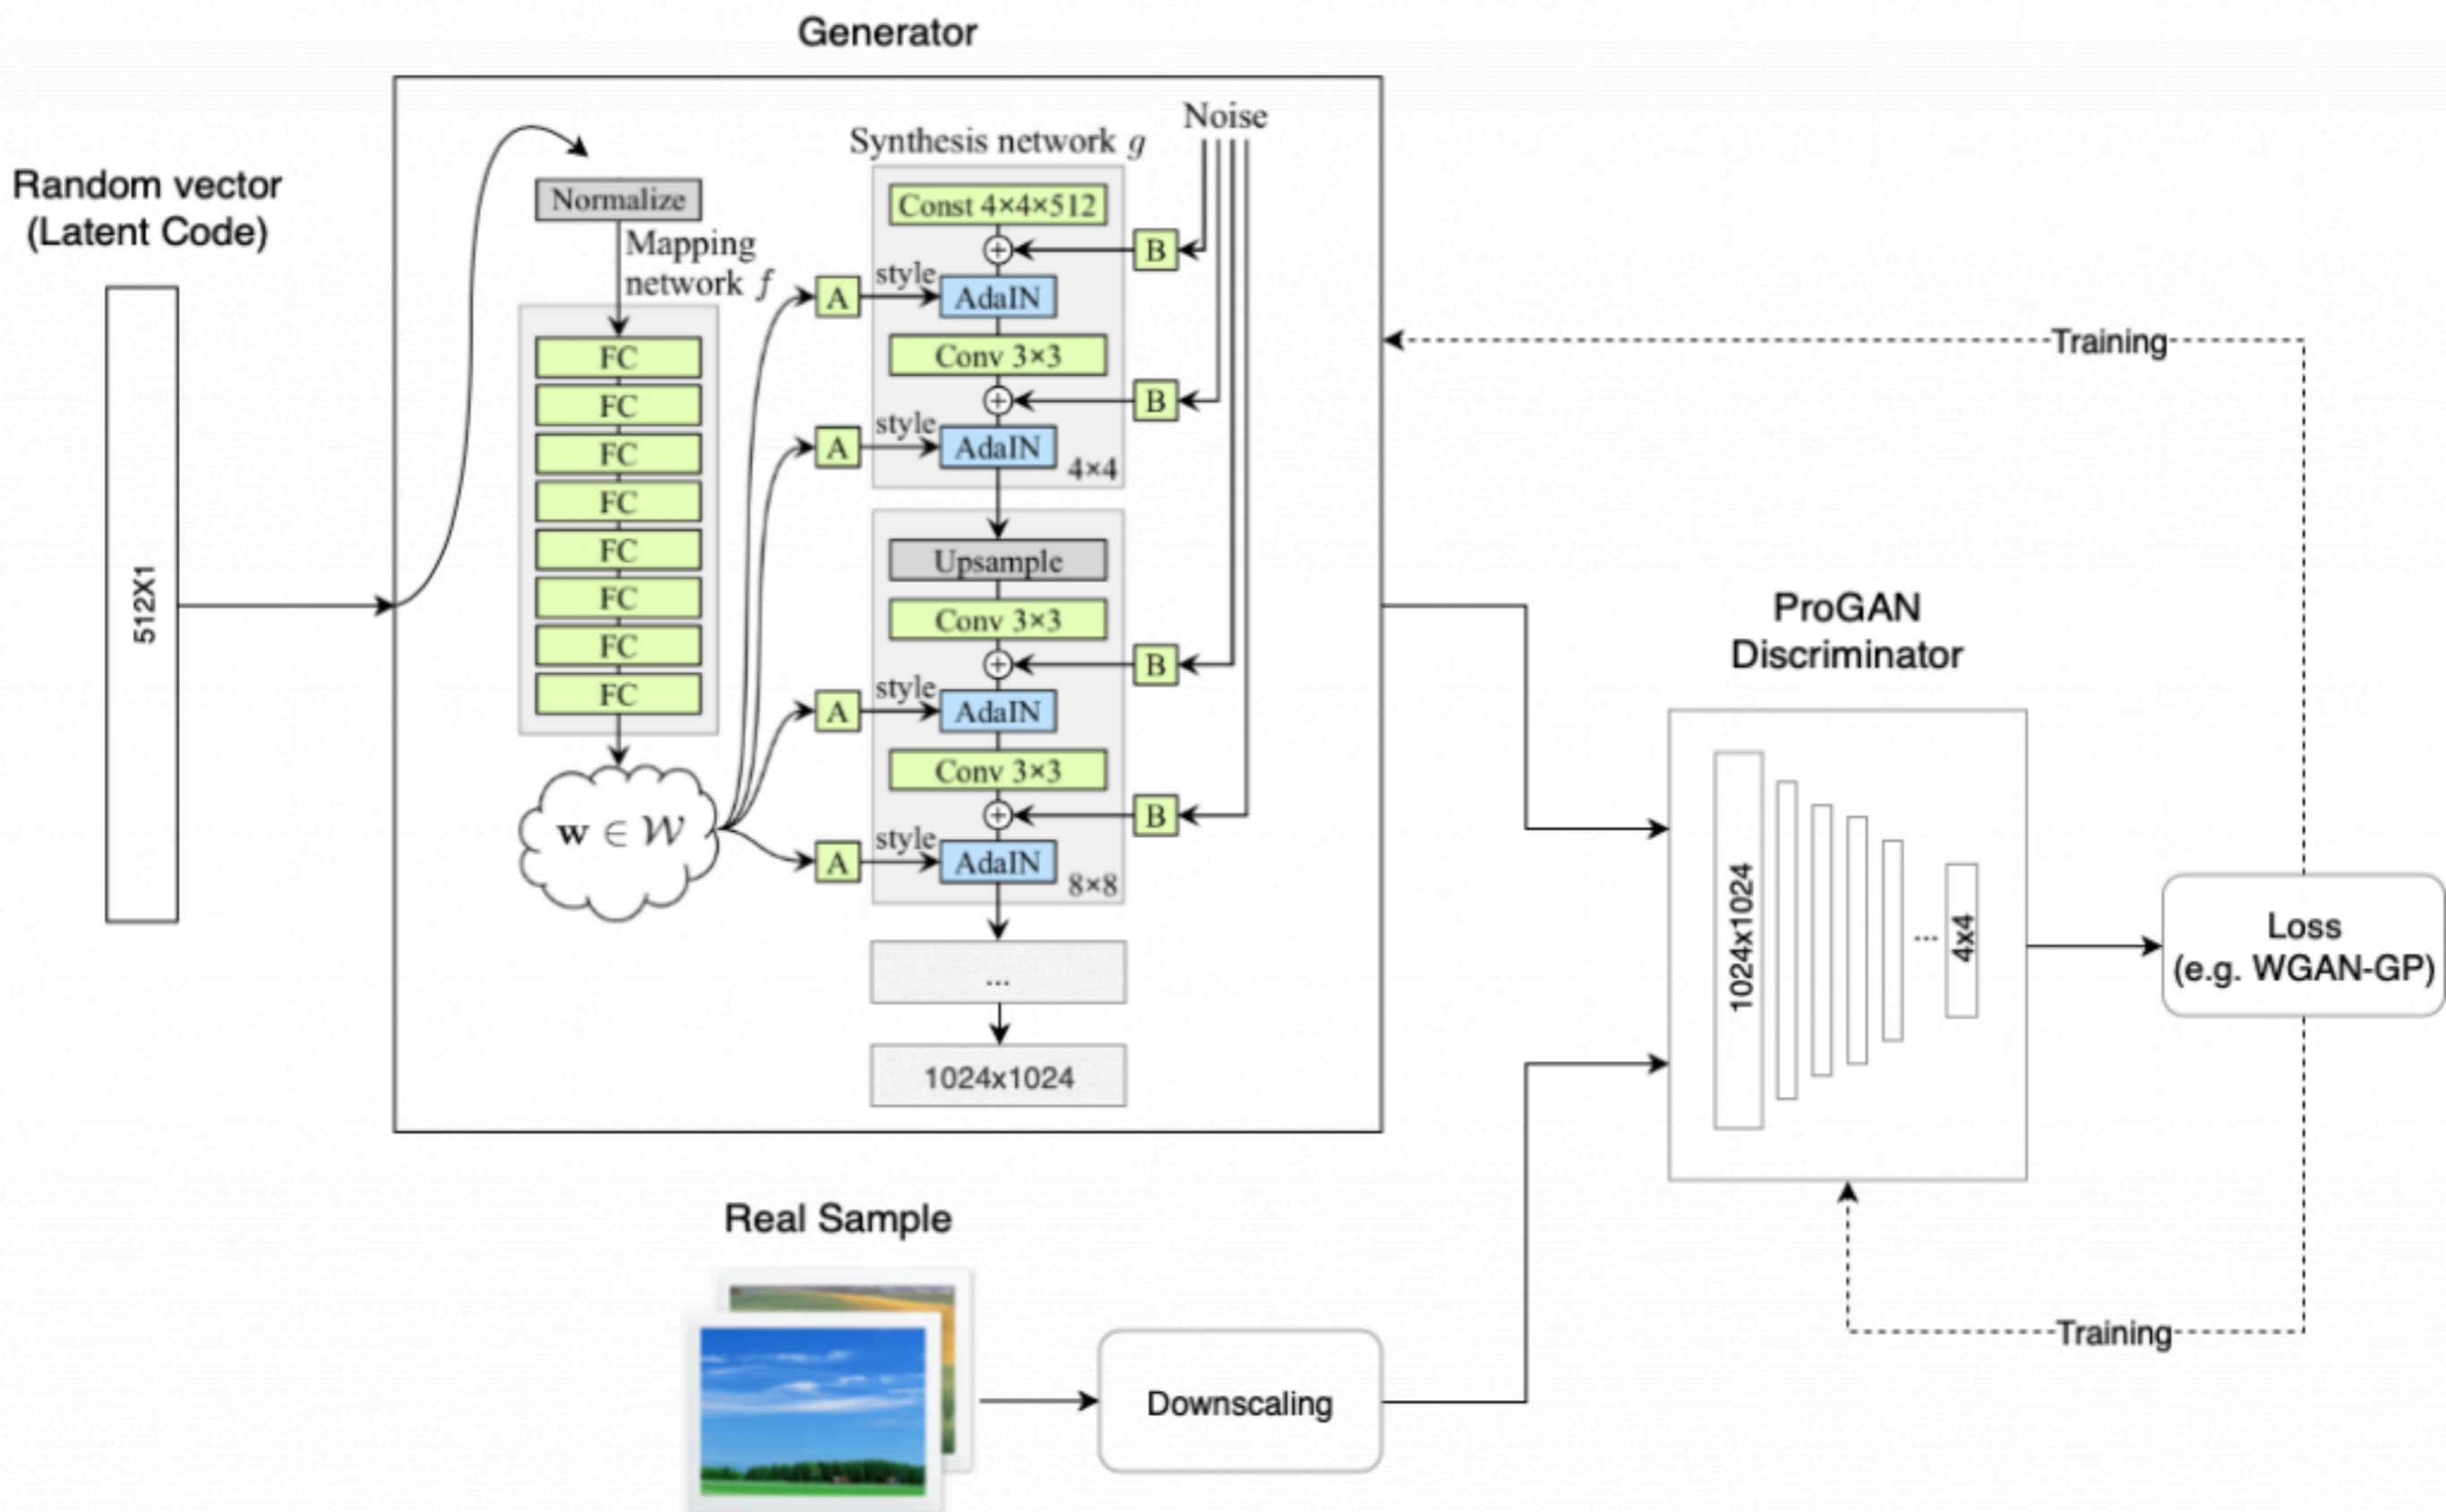 Generator
Random vector
(Latent Code)
512X1
Normalize
Mapping
network f
FC
FC
FC
FC
FC
FC
FC
FC
w ∈ W
Synthesis network g
Noise
Const 4×4×512
B
A
style
AdaIN
Conv 3×3
B
A
style
AdaIN
4×4
Upsample
Conv 3×3
B
A
style
AdaIN
Conv 3×3
B
A
style
AdaIN
8×8
...
1024x1024
Training
ProGAN
Discriminator
1024x1024
...
4x4
Loss
(e.g. WGAN-GP)
Training
Real Sample
Downscaling